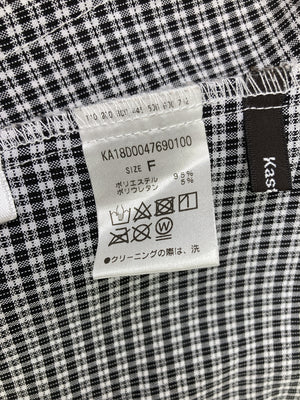 KA18D0047690100
SIZE F
ポリエステル 95%
ポリウレタン 5%
●クリーニングの際は、洗
Kas